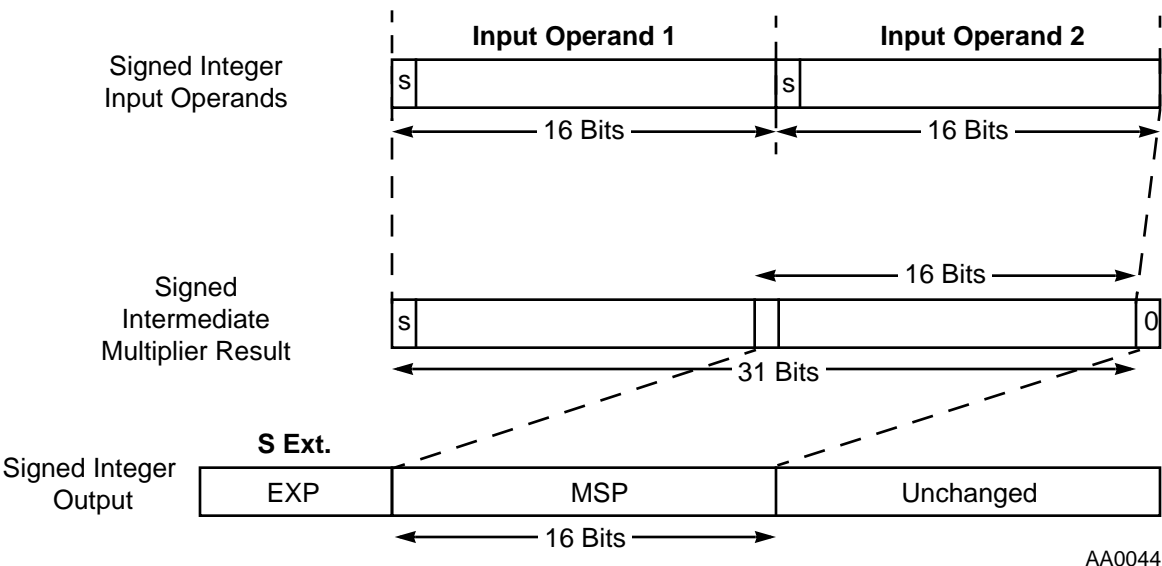 Input Operand 1
Input Operand 2
Signed Integer
Input Operands
s
s
16 Bits
16 Bits
16 Bits
Signed
Intermediate
Multiplier Result
s
0
31 Bits
S Ext.
Signed Integer
Output
EXP
MSP
Unchanged
16 Bits
AA0044